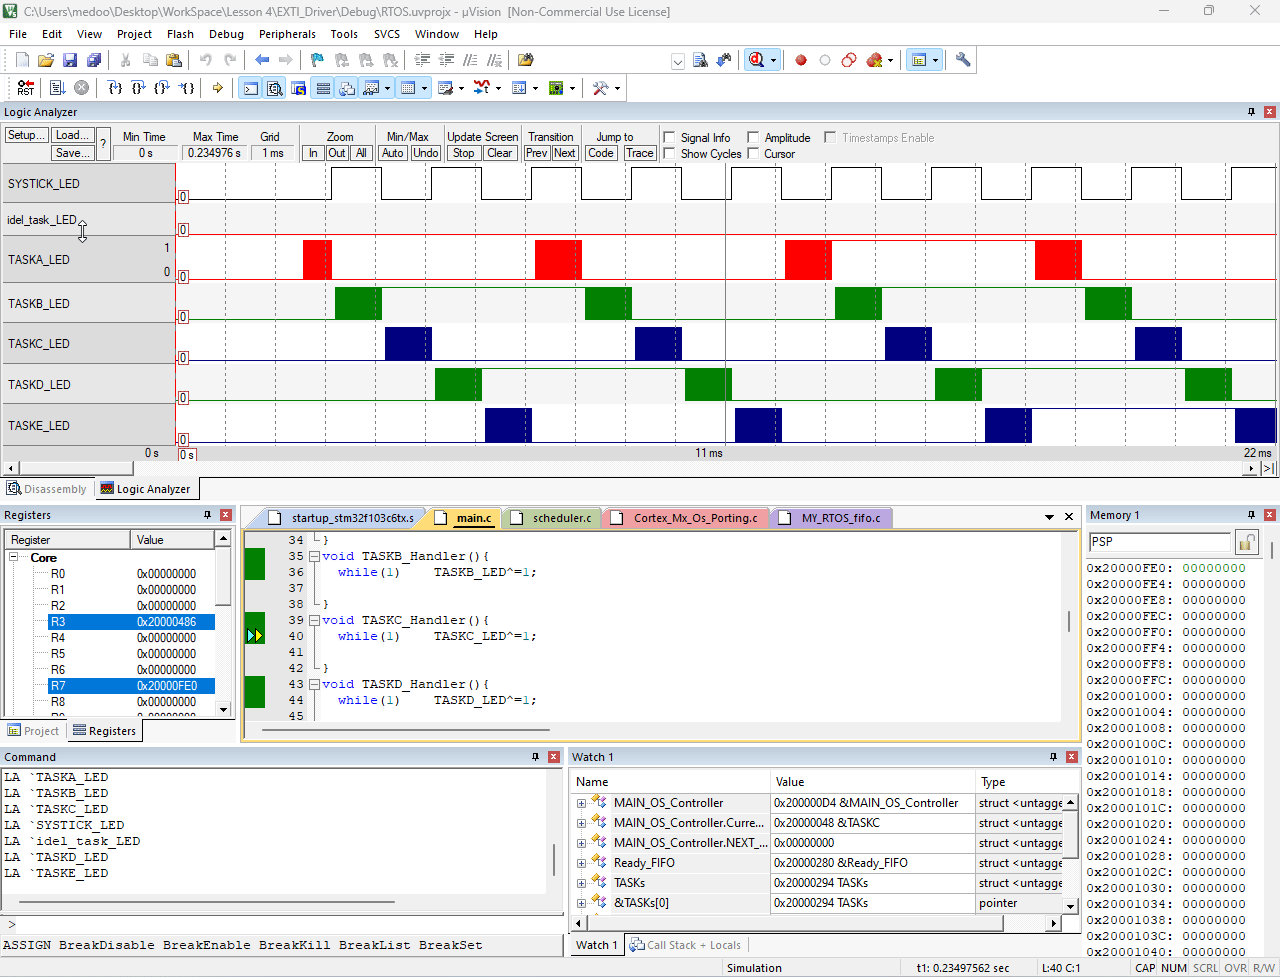 C:\Users\medoo\Desktop\WorkSpace\Lesson 4\EXTI_Driver\Debug\RTOS.uvprojx - µVision  [Non-Commercial Use License]
File Edit View Project Flash Debug Peripherals Tools SVCS Window Help
Logic Analyzer
Setup... Load... Min Time Max Time Grid Zoom Min/Max Update Screen Transition Jump to Signal Info Amplitude Timestamps Enable
Save... ? 0 s 0.234976 s 1 ms In Out All Auto Undo Stop Clear Prev Next Code Trace Show Cycles Cursor
SYSTICK_LED 0
idel_task_LED 0
TASKA_LED 1 0 0
TASKB_LED 0
TASKC_LED 0
TASKD_LED 0
TASKE_LED 0
0 s 0 s 11 ms 22 ms
Disassembly Logic Analyzer
Registers
Register Value
Core
R0 0x00000000
R1 0x00000000
R2 0x00000000
R3 0x20000486
R4 0x00000000
R5 0x00000000
R6 0x00000000
R7 0x20000FE0
R8 0x00000000
Project Registers
startup_stm32f103c6tx.s main.c scheduler.c Cortex_Mx_Os_Porting.c MY_RTOS_fifo.c
34 }
35 void TASKB_Handler(){
36 while(1) TASKB_LED^=1;
37
38 }
39 void TASKC_Handler(){
40 while(1) TASKC_LED^=1;
41
42 }
43 void TASKD_Handler(){
44 while(1) TASKD_LED^=1;
45
Memory 1
PSP
0x20000FE0: 00000000
0x20000FE4: 00000000
0x20000FE8: 00000000
0x20000FEC: 00000000
0x20000FF0: 00000000
0x20000FF4: 00000000
0x20000FF8: 00000000
0x20000FFC: 00000000
0x20001000: 00000000
0x20001004: 00000000
0x20001008: 00000000
0x2000100C: 00000000
0x20001010: 00000000
0x20001014: 00000000
0x20001018: 00000000
0x2000101C: 00000000
0x20001020: 00000000
0x20001024: 00000000
0x20001028: 00000000
0x2000102C: 00000000
0x20001030: 00000000
0x20001034: 00000000
0x20001038: 00000000
0x2000103C: 00000000
0x20001040: 00000000
Command
LA `TASKA_LED
LA `TASKB_LED
LA `TASKC_LED
LA `SYSTICK_LED
LA `idel_task_LED
LA `TASKD_LED
LA `TASKE_LED
>
ASSIGN BreakDisable BreakEnable BreakKill BreakList BreakSet
Watch 1
Name Value Type
MAIN_OS_Controller 0x200000D4 &MAIN_OS_Controller struct <untagge
MAIN_OS_Controller.Curre... 0x20000048 &TASKC struct <untagge
MAIN_OS_Controller.NEXT_... 0x00000000 struct <untagge
Ready_FIFO 0x20000280 &Ready_FIFO struct <untagge
TASKs 0x20000294 TASKs struct <untagge
&TASKs[0] 0x20000294 TASKs pointer
Watch 1 Call Stack + Locals
Simulation t1: 0.23497562 sec L:40 C:1 CAP NUM SCRL OVR R/W